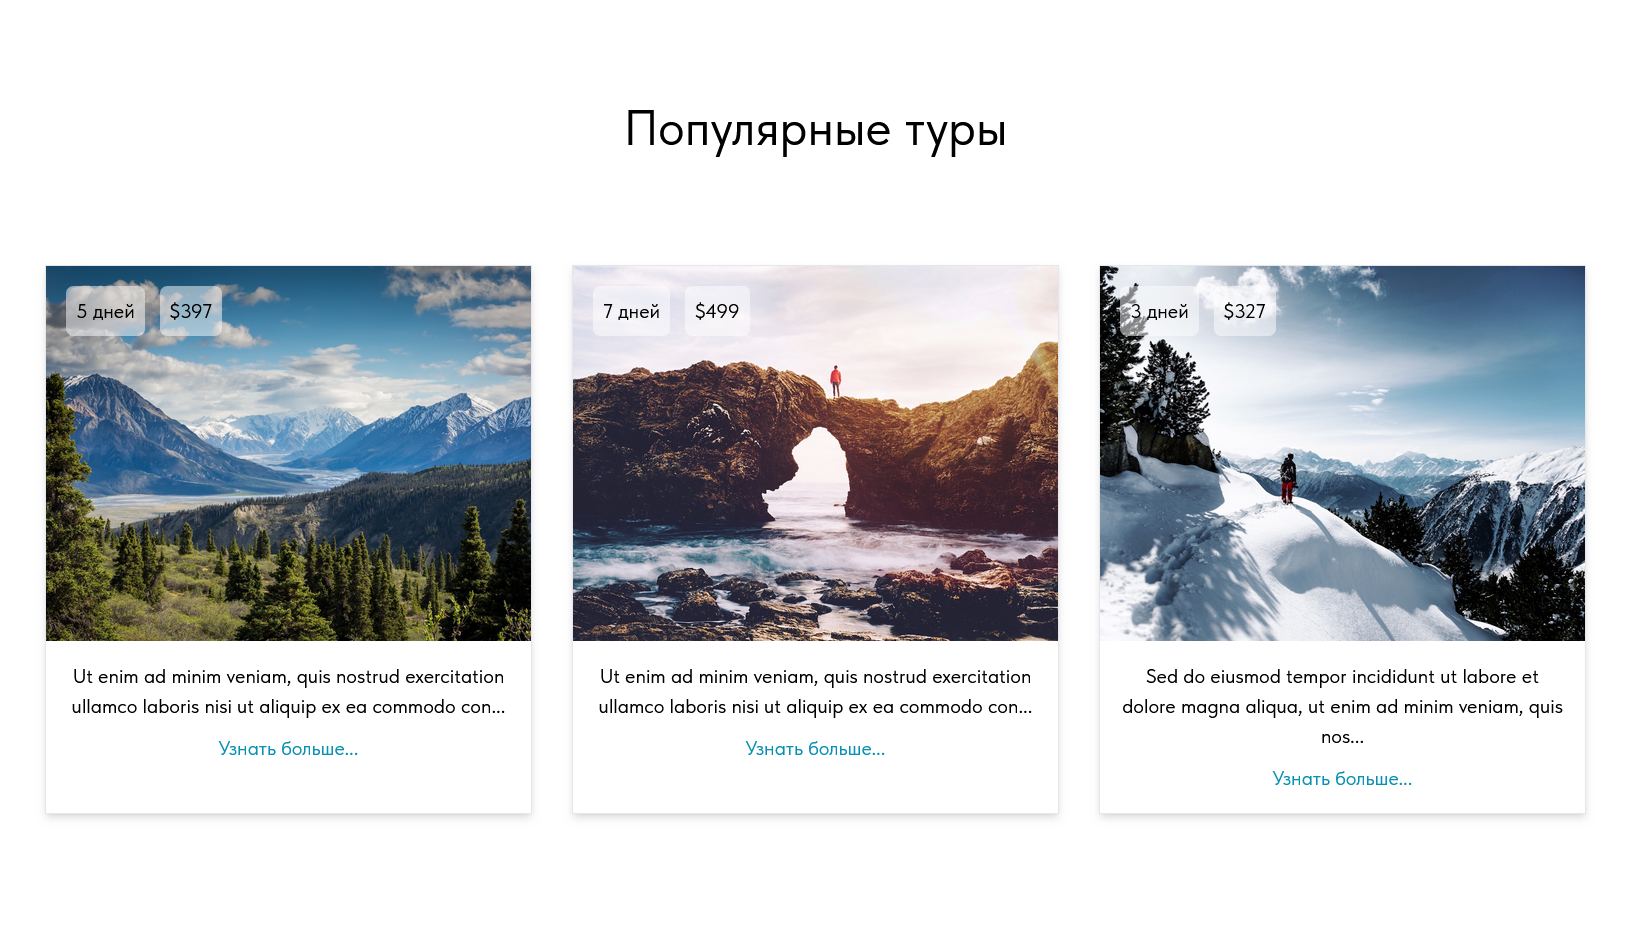 Популярные туры
5 дней $397
7 дней $499
3 дней $327
Ut enim ad minim veniam, quis nostrud exercitation
ullamco laboris nisi ut aliquip ex ea commodo con...
Узнать больше...
Ut enim ad minim veniam, quis nostrud exercitation
ullamco laboris nisi ut aliquip ex ea commodo con...
Узнать больше...
Sed do eiusmod tempor incididunt ut labore et
dolore magna aliqua, ut enim ad minim veniam, quis
nos...
Узнать больше...